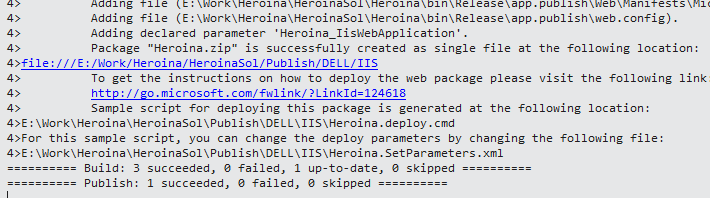 4>          Adding file (E:\Work\Heroina\HeroinaSol\Heroina\bin\Release\app.publish\Web\Manifests\Mic
4>          Adding file (E:\Work\Heroina\HeroinaSol\Heroina\bin\Release\app.publish\web.config).
4>          Adding declared parameter 'Heroina_IisWebApplication'.
4>          Package "Heroina.zip" is successfully created as single file at the following location:
4>file:///E:/Work/Heroina/HeroinaSol/Publish/DELL/IIS
4>          To get the instructions on how to deploy the web package please visit the following link:
4>          http://go.microsoft.com/fwlink/?LinkId=124618
4>          Sample script for deploying this package is generated at the following location:
4>E:\Work\Heroina\HeroinaSol\Publish\DELL\IIS\Heroina.deploy.cmd
4>For this sample script, you can change the deploy parameters by changing the following file:
4>E:\Work\Heroina\HeroinaSol\Publish\DELL\IIS\Heroina.SetParameters.xml
========== Build: 3 succeeded, 0 failed, 1 up-to-date, 0 skipped ==========
========== Publish: 1 succeeded, 0 failed, 0 skipped ==========